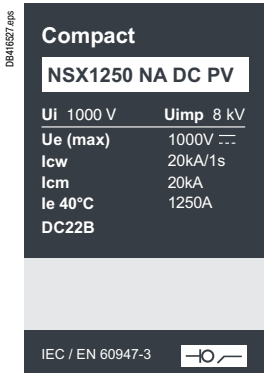 DB416527.eps
Compact
NSX1250 NA DC PV
Ui 1000 V Uimp 8 kV
Ue (max) 1000V
Icw 20kA/1s
Icm 20kA
Ie 40°C 1250A
DC22B
IEC / EN 60947-3